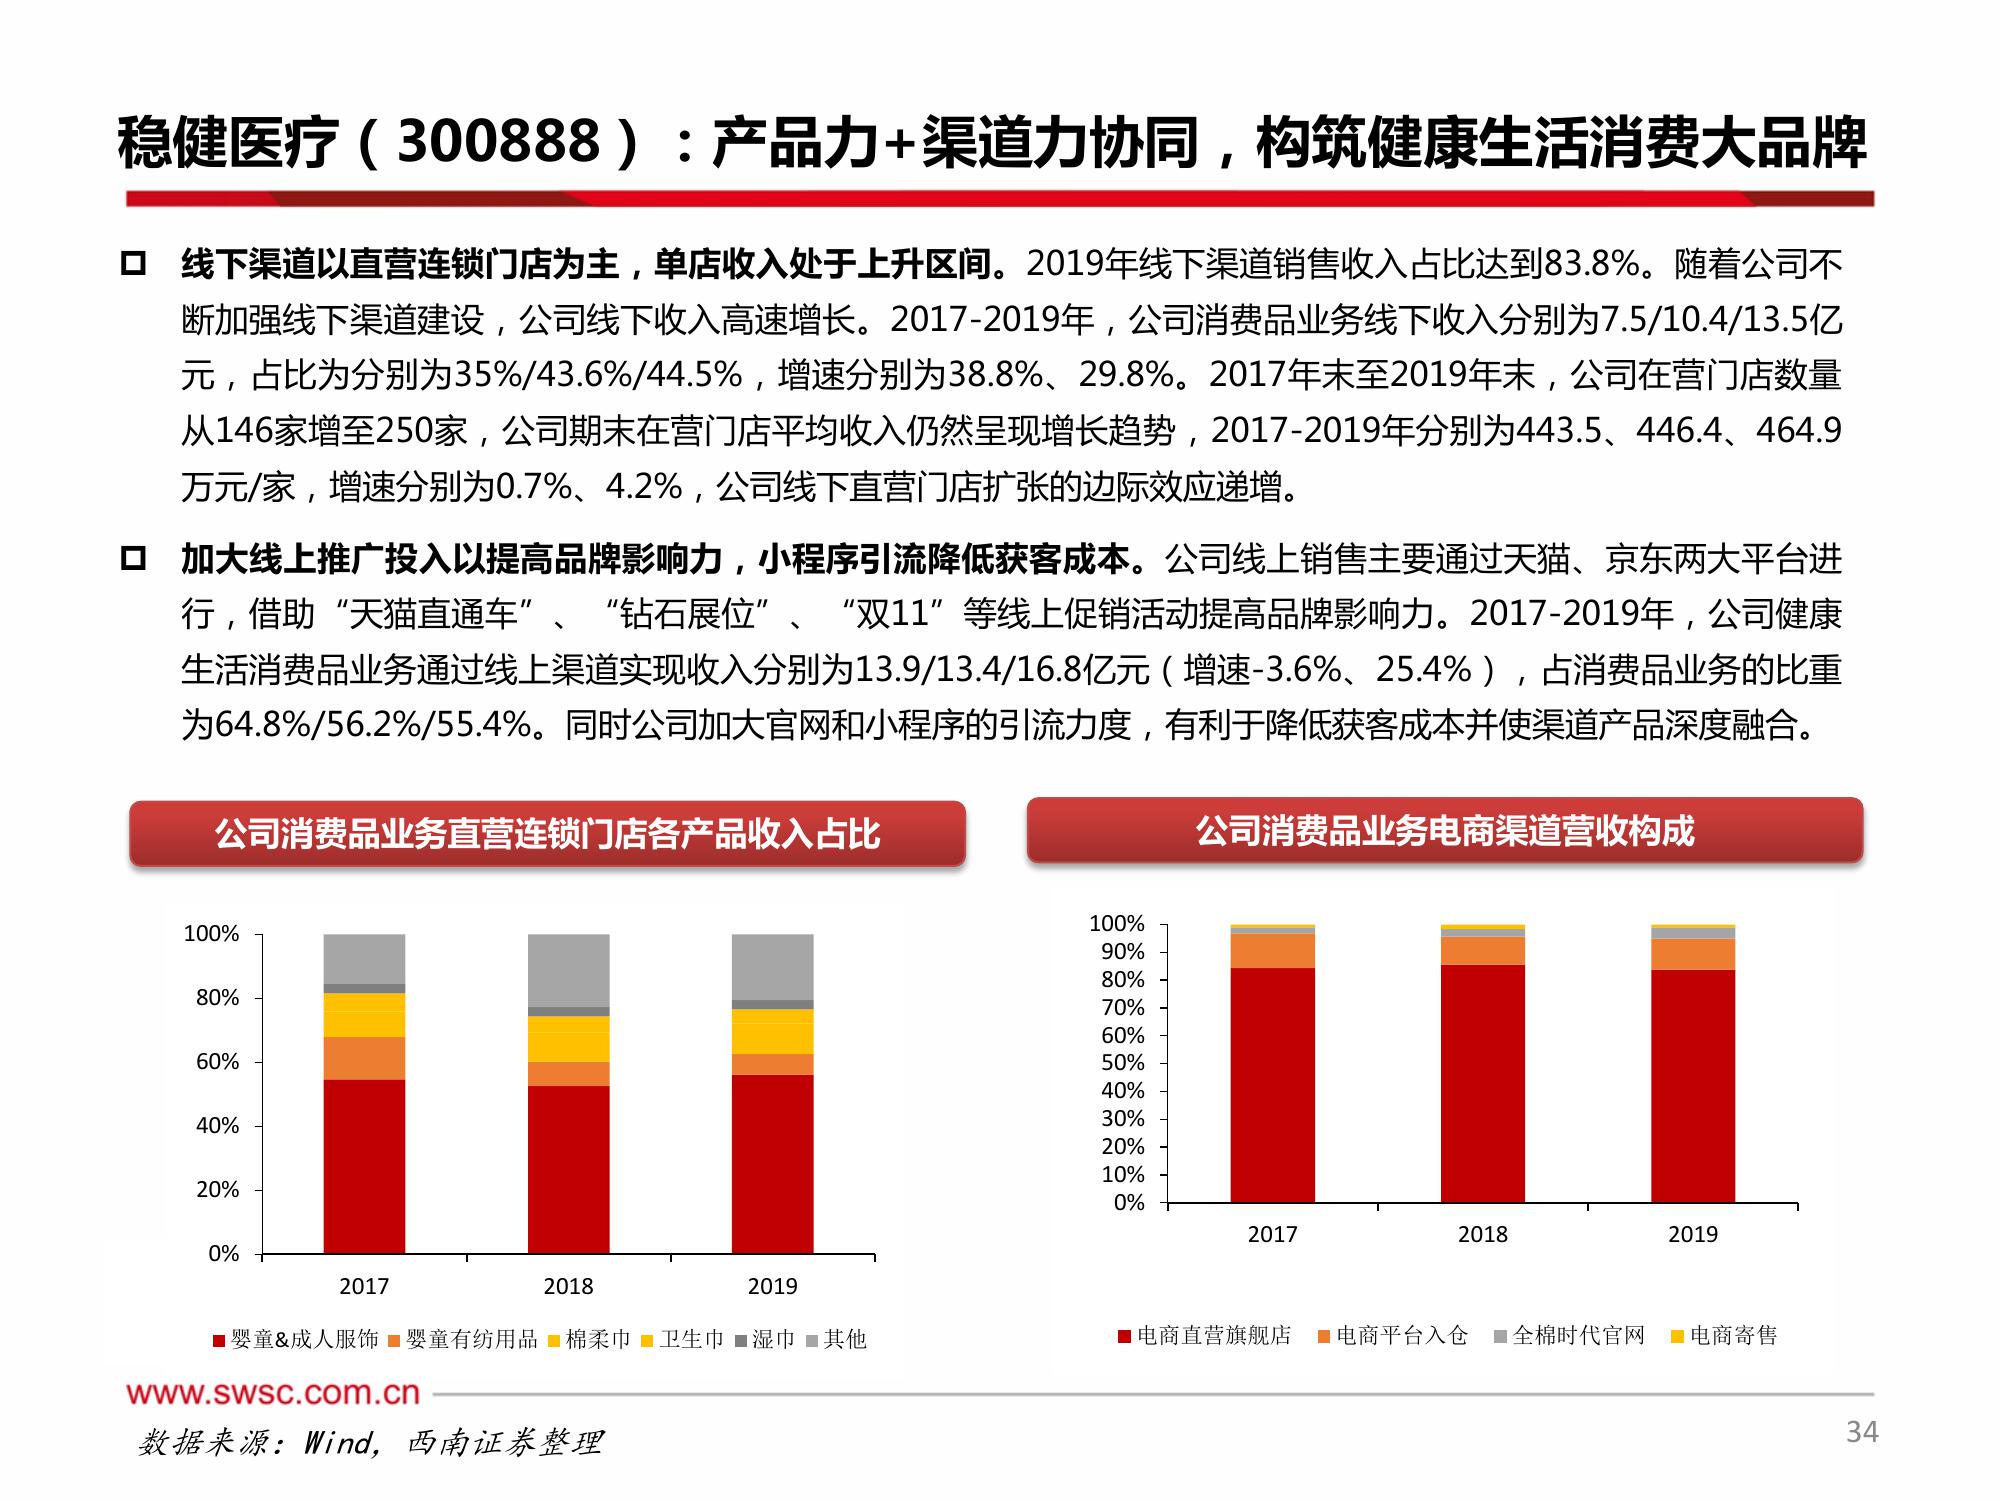 稳健医疗（300888）：产品力+渠道力协同，构筑健康生活消费大品牌
线下渠道以直营连锁门店为主，单店收入处于上升区间。2019年线下渠道销售收入占比达到83.8%。随着公司不
断加强线下渠道建设，公司线下收入高速增长。2017-2019年，公司消费品业务线下收入分别为7.5/10.4/13.5亿
元，占比为分别为35%/43.6%/44.5%，增速分别为38.8%、29.8%。2017年末至2019年末，公司在营门店数量
从146家增至250家，公司期末在营门店平均收入仍然呈现增长趋势，2017-2019年分别为443.5、446.4、464.9
万元/家，增速分别为0.7%、4.2%，公司线下直营门店扩张的边际效应递增。
加大线上推广投入以提高品牌影响力，小程序引流降低获客成本。公司线上销售主要通过天猫、京东两大平台进
行，借助“天猫直通车”、“钻石展位”、“双11”等线上促销活动提高品牌影响力。2017-2019年，公司健康
生活消费品业务通过线上渠道实现收入分别为13.9/13.4/16.8亿元（增速-3.6%、25.4%），占消费品业务的比重
为64.8%/56.2%/55.4%。同时公司加大官网和小程序的引流力度，有利于降低获客成本并使渠道产品深度融合。
公司消费品业务直营连锁门店各产品收入占比
100%
80%
60%
40%
20%
0%
2017 2018 2019
婴童&成人服饰 婴童有纺用品 棉柔巾 卫生巾 湿巾 其他
公司消费品业务电商渠道营收构成
100%
90%
80%
70%
60%
50%
40%
30%
20%
10%
0%
2017 2018 2019
电商直营旗舰店 电商平台入仓 全棉时代官网 电商寄售
www.swsc.com.cn
数据来源：Wind，西南证券整理
34